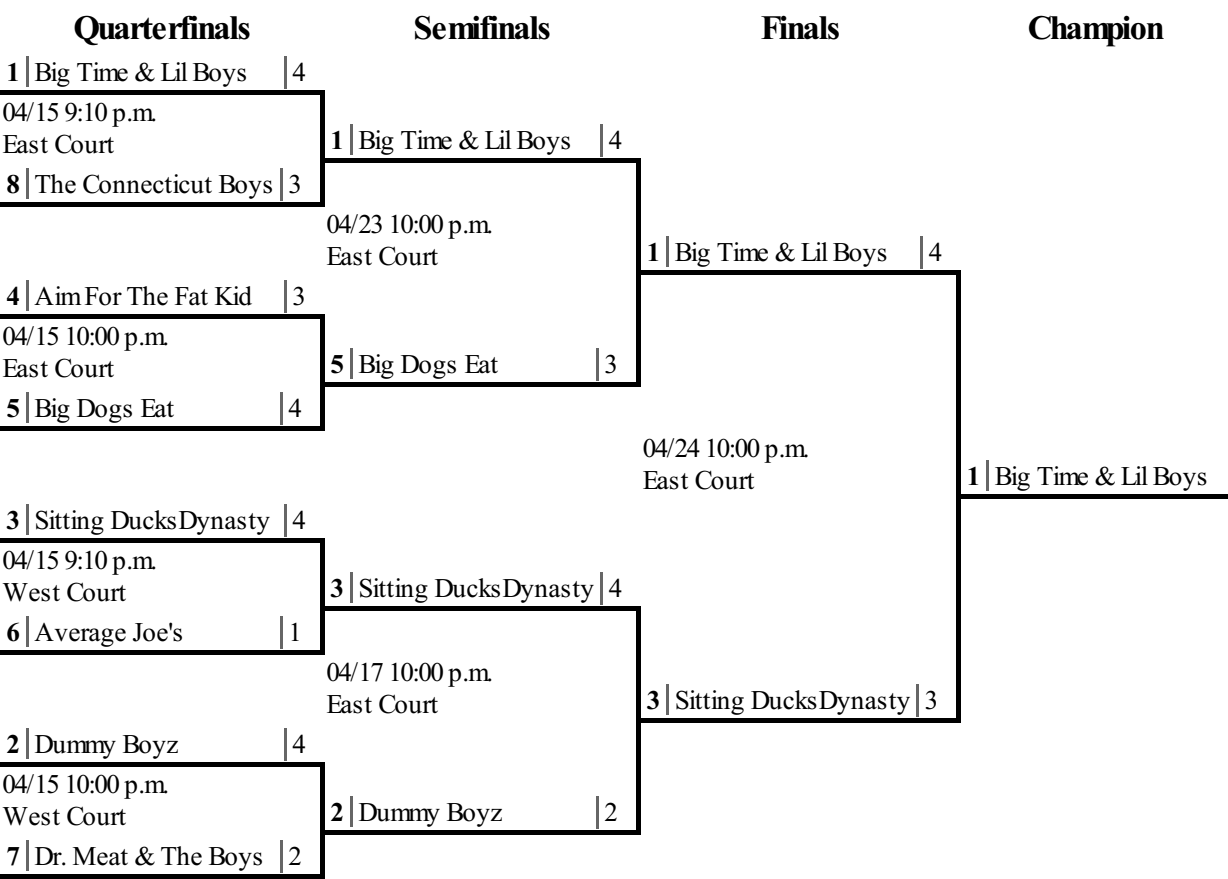 Quarterfinals Semifinals Finals Champion
1 Big Time & Lil Boys 4
04/15 9:10 p.m.
East Court
8 The Connecticut Boys 3
4 Aim For The Fat Kid 3
04/15 10:00 p.m.
East Court
5 Big Dogs Eat 4
3 Sitting Ducks Dynasty 4
04/15 9:10 p.m.
West Court
6 Average Joe's 1
2 Dummy Boyz 4
04/15 10:00 p.m.
West Court
7 Dr. Meat & The Boys 2
1 Big Time & Lil Boys 4
04/23 10:00 p.m.
East Court
5 Big Dogs Eat 3
3 Sitting Ducks Dynasty 4
04/17 10:00 p.m.
East Court
2 Dummy Boyz 2
1 Big Time & Lil Boys 4
04/24 10:00 p.m.
East Court
3 Sitting Ducks Dynasty 3
1 Big Time & Lil Boys